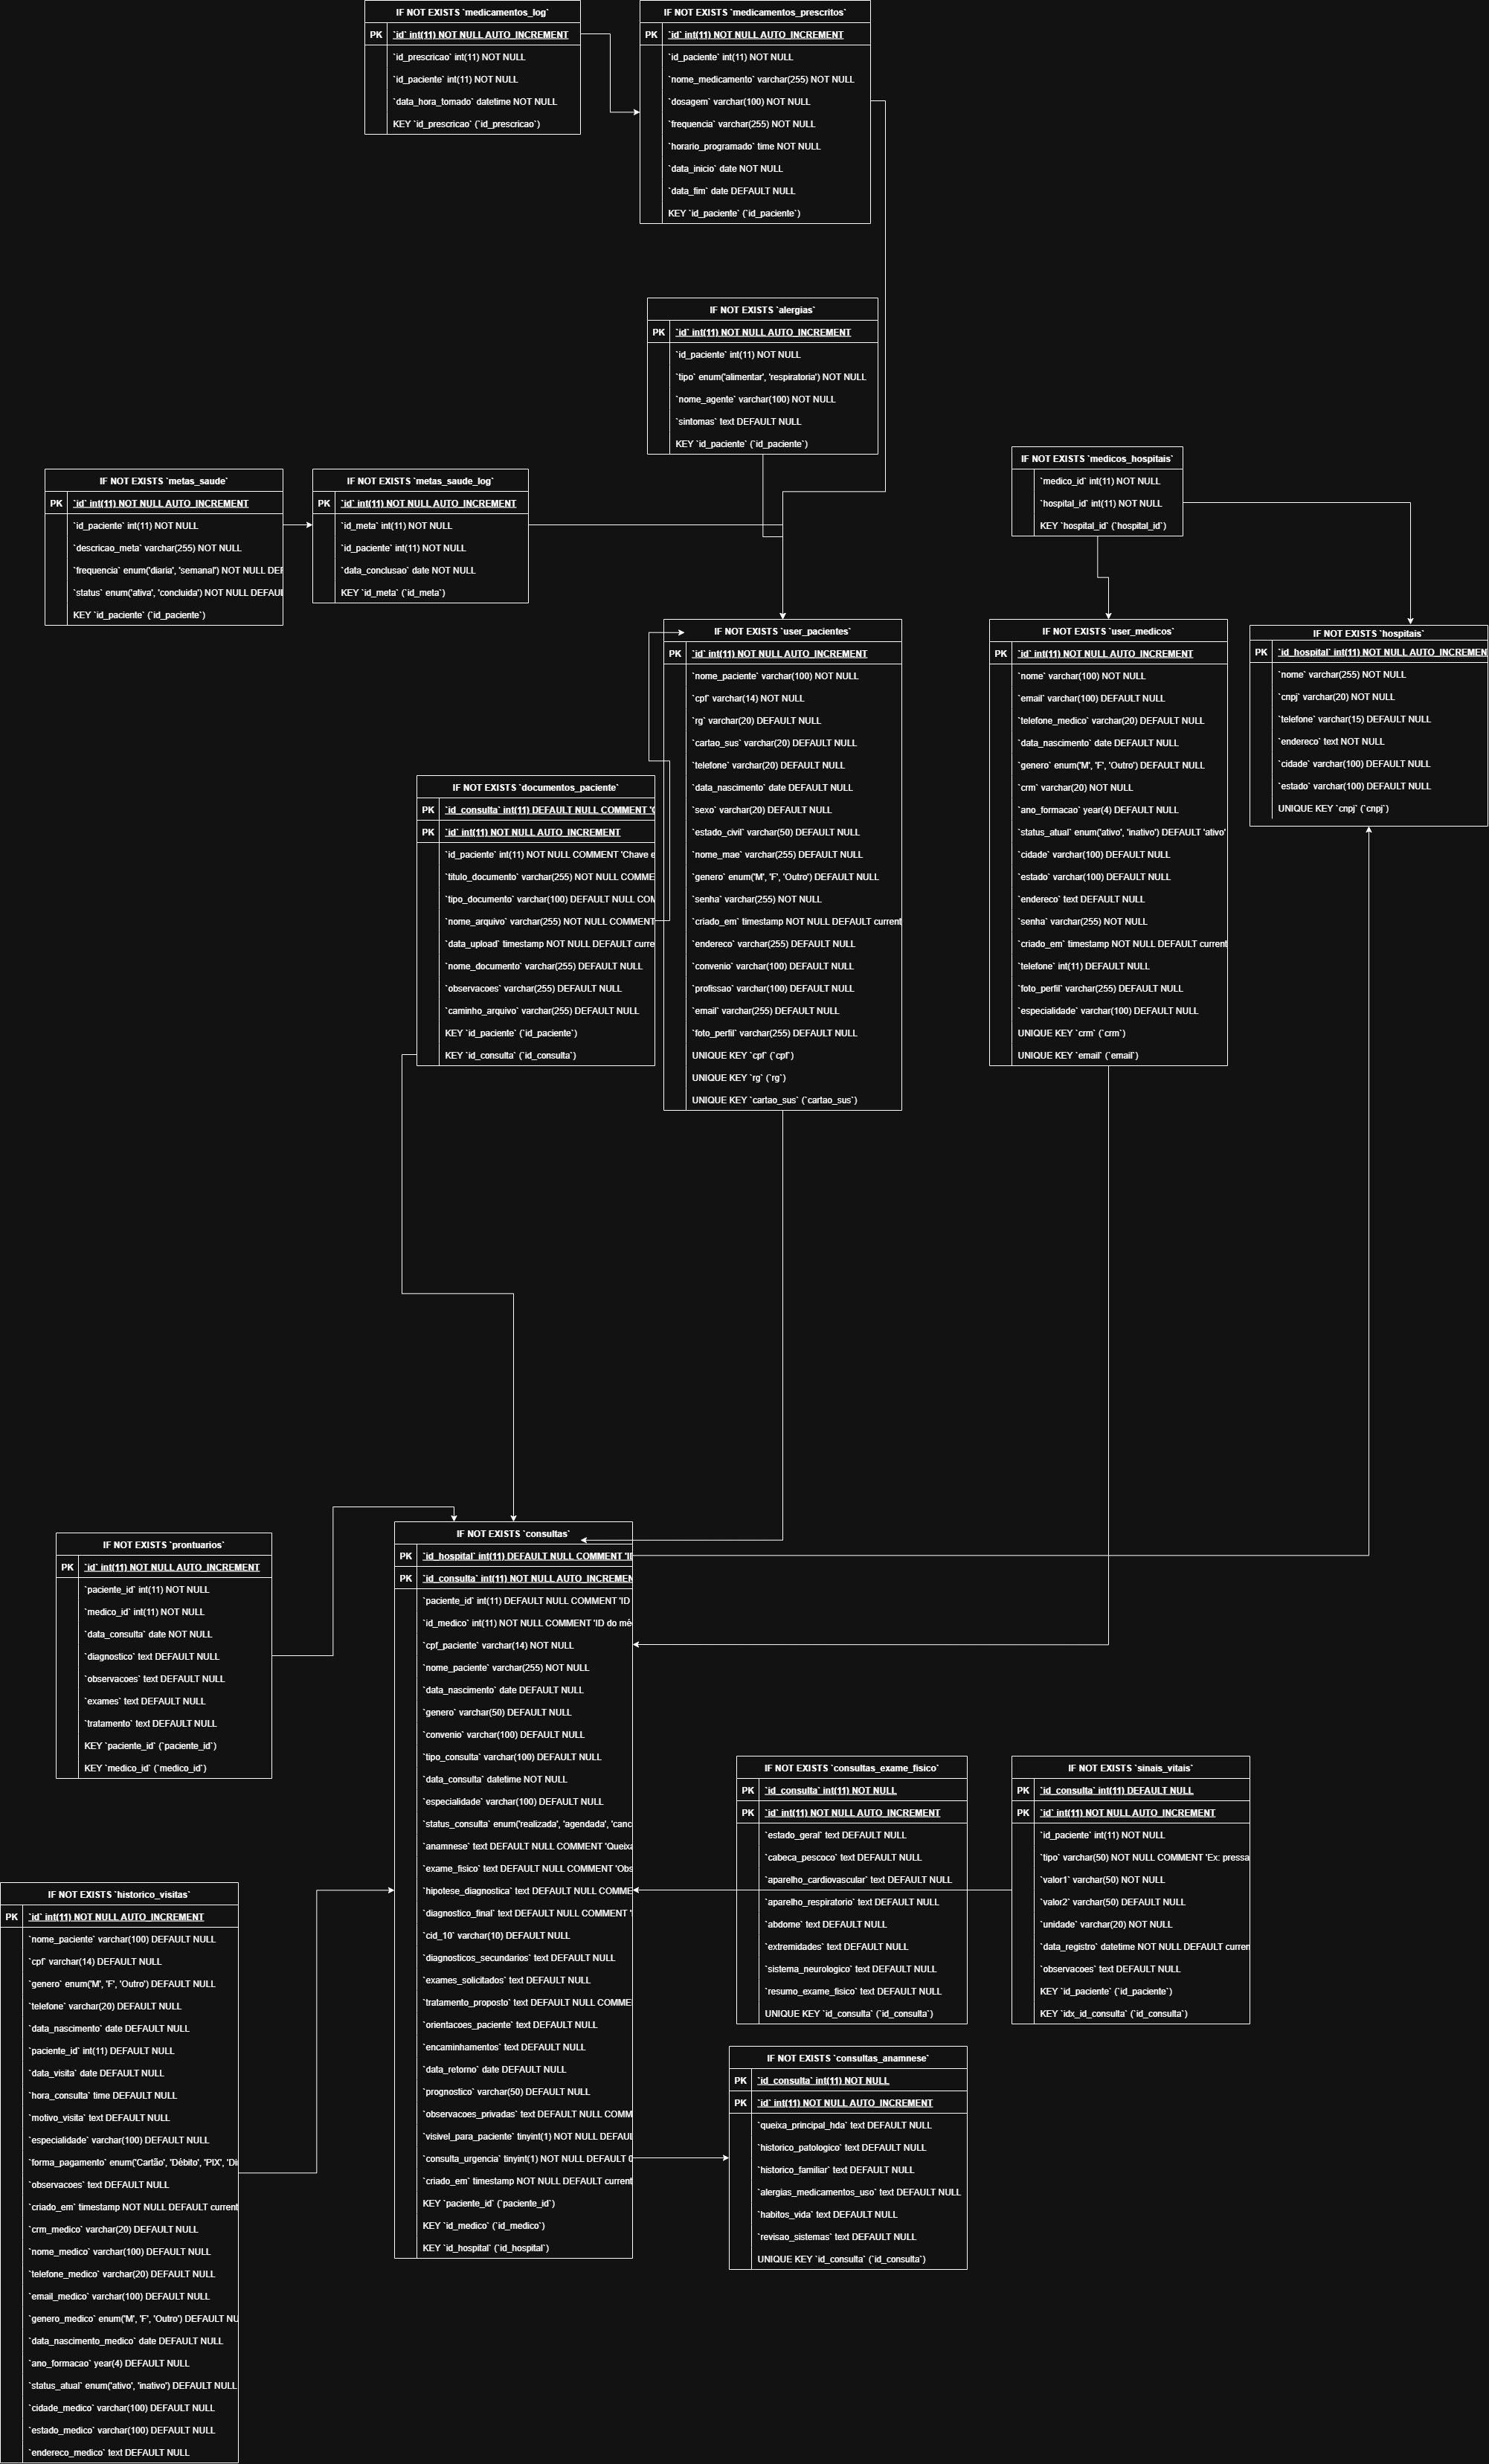 IF NOT EXISTS `medicamentos_log`
PK `id` int(11) NOT NULL AUTO_INCREMENT
`id_prescricao` int(11) NOT NULL
`id_paciente` int(11) NOT NULL
`data_hora_tomado` datetime NOT NULL
KEY `id_prescricao` (`id_prescricao`)
IF NOT EXISTS `medicamentos_prescritos`
PK `id` int(11) NOT NULL AUTO_INCREMENT
`id_paciente` int(11) NOT NULL
`nome_medicamento` varchar(255) NOT NULL
`dosagem` varchar(100) NOT NULL
`frequencia` varchar(255) NOT NULL
`horario_programado` time NOT NULL
`data_inicio` date NOT NULL
`data_fim` date DEFAULT NULL
KEY `id_paciente` (`id_paciente`)
IF NOT EXISTS `alergias`
PK `id` int(11) NOT NULL AUTO_INCREMENT
`id_paciente` int(11) NOT NULL
`tipo` enum('alimentar', 'respiratoria') NOT NULL
`nome_agente` varchar(100) NOT NULL
`sintomas` text DEFAULT NULL
KEY `id_paciente` (`id_paciente`)
IF NOT EXISTS `medicos_hospitais`
`medico_id` int(11) NOT NULL
`hospital_id` int(11) NOT NULL
KEY `hospital_id` (`hospital_id`)
IF NOT EXISTS `metas_saude`
PK `id` int(11) NOT NULL AUTO_INCREMENT
`id_paciente` int(11) NOT NULL
`descricao_meta` varchar(255) NOT NULL
`frequencia` enum('diaria', 'semanal') NOT NULL DEF
`status` enum('ativa', 'concluida') NOT NULL DEFAUL
KEY `id_paciente` (`id_paciente`)
IF NOT EXISTS `metas_saude_log`
PK `id` int(11) NOT NULL AUTO_INCREMENT
`id_meta` int(11) NOT NULL
`id_paciente` int(11) NOT NULL
`data_conclusao` date NOT NULL
KEY `id_meta` (`id_meta`)
IF NOT EXISTS `user_pacientes`
PK `id` int(11) NOT NULL AUTO_INCREMENT
`nome_paciente` varchar(100) NOT NULL
`cpf` varchar(14) NOT NULL
`rg` varchar(20) DEFAULT NULL
`cartao_sus` varchar(20) DEFAULT NULL
`telefone` varchar(20) DEFAULT NULL
`data_nascimento` date DEFAULT NULL
`sexo` varchar(20) DEFAULT NULL
`estado_civil` varchar(50) DEFAULT NULL
`nome_mae` varchar(255) DEFAULT NULL
`genero` enum('M', 'F', 'Outro') DEFAULT NULL
`senha` varchar(255) NOT NULL
`criado_em` timestamp NOT NULL DEFAULT current
`endereco` varchar(255) DEFAULT NULL
`convenio` varchar(100) DEFAULT NULL
`profissao` varchar(100) DEFAULT NULL
`email` varchar(255) DEFAULT NULL
`foto_perfil` varchar(255) DEFAULT NULL
UNIQUE KEY `cpf` (`cpf`)
UNIQUE KEY `rg` (`rg`)
UNIQUE KEY `cartao_sus` (`cartao_sus`)
IF NOT EXISTS `user_medicos`
PK `id` int(11) NOT NULL AUTO_INCREMENT
`nome` varchar(100) NOT NULL
`email` varchar(100) DEFAULT NULL
`telefone_medico` varchar(20) DEFAULT NULL
`data_nascimento` date DEFAULT NULL
`genero` enum('M', 'F', 'Outro') DEFAULT NULL
`crm` varchar(20) NOT NULL
`ano_formacao` year(4) DEFAULT NULL
`status_atual` enum('ativo', 'inativo') DEFAULT 'ativo'
`cidade` varchar(100) DEFAULT NULL
`estado` varchar(100) DEFAULT NULL
`endereco` text DEFAULT NULL
`senha` varchar(255) NOT NULL
`criado_em` timestamp NOT NULL DEFAULT current
`telefone` int(11) DEFAULT NULL
`foto_perfil` varchar(255) DEFAULT NULL
`especialidade` varchar(100) DEFAULT NULL
UNIQUE KEY `crm` (`crm`)
UNIQUE KEY `email` (`email`)
IF NOT EXISTS `hospitais`
PK `id_hospital` int(11) NOT NULL AUTO_INCREMEN
`nome` varchar(255) NOT NULL
`cnpj` varchar(20) NOT NULL
`telefone` varchar(15) DEFAULT NULL
`endereco` text NOT NULL
`cidade` varchar(100) DEFAULT NULL
`estado` varchar(100) DEFAULT NULL
UNIQUE KEY `cnpj` (`cnpj`)
IF NOT EXISTS `documentos_paciente`
PK `id_consulta` int(11) DEFAULT NULL COMMENT 'C
PK `id` int(11) NOT NULL AUTO_INCREMENT
`id_paciente` int(11) NOT NULL COMMENT 'Chave e
`titulo_documento` varchar(255) NOT NULL COMME
`tipo_documento` varchar(100) DEFAULT NULL COM
`nome_arquivo` varchar(255) NOT NULL COMMENT
`data_upload` timestamp NOT NULL DEFAULT curre
`nome_documento` varchar(255) DEFAULT NULL
`observacoes` varchar(255) DEFAULT NULL
`caminho_arquivo` varchar(255) DEFAULT NULL
KEY `id_paciente` (`id_paciente`)
KEY `id_consulta` (`id_consulta`)
IF NOT EXISTS `prontuarios`
PK `id` int(11) NOT NULL AUTO_INCREMENT
`paciente_id` int(11) NOT NULL
`medico_id` int(11) NOT NULL
`data_consulta` date NOT NULL
`diagnostico` text DEFAULT NULL
`observacoes` text DEFAULT NULL
`exames` text DEFAULT NULL
`tratamento` text DEFAULT NULL
KEY `paciente_id` (`paciente_id`)
KEY `medico_id` (`medico_id`)
IF NOT EXISTS `consultas`
PK `id_hospital` int(11) DEFAULT NULL COMMENT 'ID
PK `id_consulta` int(11) NOT NULL AUTO_INCREMEN
`paciente_id` int(11) DEFAULT NULL COMMENT 'ID
`id_medico` int(11) NOT NULL COMMENT 'ID do mé
`cpf_paciente` varchar(14) NOT NULL
`nome_paciente` varchar(255) NOT NULL
`data_nascimento` date DEFAULT NULL
`genero` varchar(50) DEFAULT NULL
`convenio` varchar(100) DEFAULT NULL
`tipo_consulta` varchar(100) DEFAULT NULL
`data_consulta` datetime NOT NULL
`especialidade` varchar(100) DEFAULT NULL
`status_consulta` enum('realizada', 'agendada', 'canc
`anamnese` text DEFAULT NULL COMMENT 'Queixa
`exame_fisico` text DEFAULT NULL COMMENT 'Obs
`hipotese_diagnostica` text DEFAULT NULL COMME
`diagnostico_final` text DEFAULT NULL COMMENT '
`cid_10` varchar(10) DEFAULT NULL
`diagnosticos_secundarios` text DEFAULT NULL
`exames_solicitados` text DEFAULT NULL
`tratamento_proposto` text DEFAULT NULL COMME
`orientacoes_paciente` text DEFAULT NULL
`encaminhamentos` text DEFAULT NULL
`data_retorno` date DEFAULT NULL
`prognostico` varchar(50) DEFAULT NULL
`observacoes_privadas` text DEFAULT NULL COMM
`visivel_para_paciente` tinyint(1) NOT NULL DEFAUL
`consulta_urgencia` tinyint(1) NOT NULL DEFAULT 0
`criado_em` timestamp NOT NULL DEFAULT current
KEY `paciente_id` (`paciente_id`)
KEY `id_medico` (`id_medico`)
KEY `id_hospital` (`id_hospital`)
IF NOT EXISTS `consultas_exame_fisico`
PK `id_consulta` int(11) NOT NULL
PK `id` int(11) NOT NULL AUTO_INCREMENT
`estado_geral` text DEFAULT NULL
`cabeca_pescoco` text DEFAULT NULL
`aparelho_cardiovascular` text DEFAULT NULL
`aparelho_respiratorio` text DEFAULT NULL
`abdome` text DEFAULT NULL
`extremidades` text DEFAULT NULL
`sistema_neurologico` text DEFAULT NULL
`resumo_exame_fisico` text DEFAULT NULL
UNIQUE KEY `id_consulta` (`id_consulta`)
IF NOT EXISTS `sinais_vitais`
PK `id_consulta` int(11) DEFAULT NULL
PK `id` int(11) NOT NULL AUTO_INCREMENT
`id_paciente` int(11) NOT NULL
`tipo` varchar(50) NOT NULL COMMENT 'Ex: pressa
`valor1` varchar(50) NOT NULL
`valor2` varchar(50) DEFAULT NULL
`unidade` varchar(20) NOT NULL
`data_registro` datetime NOT NULL DEFAULT curren
`observacoes` text DEFAULT NULL
KEY `id_paciente` (`id_paciente`)
KEY `idx_id_consulta` (`id_consulta`)
IF NOT EXISTS `historico_visitas`
PK `id` int(11) NOT NULL AUTO_INCREMENT
`nome_paciente` varchar(100) DEFAULT NULL
`cpf` varchar(14) DEFAULT NULL
`genero` enum('M', 'F', 'Outro') DEFAULT NULL
`telefone` varchar(20) DEFAULT NULL
`data_nascimento` date DEFAULT NULL
`paciente_id` int(11) DEFAULT NULL
`data_visita` date DEFAULT NULL
`hora_consulta` time DEFAULT NULL
`motivo_visita` text DEFAULT NULL
`especialidade` varchar(100) DEFAULT NULL
`forma_pagamento` enum('Cartão', 'Débito', 'PIX', 'Di
`observacoes` text DEFAULT NULL
`criado_em` timestamp NOT NULL DEFAULT current
`crm_medico` varchar(20) DEFAULT NULL
`nome_medico` varchar(100) DEFAULT NULL
`telefone_medico` varchar(20) DEFAULT NULL
`email_medico` varchar(100) DEFAULT NULL
`genero_medico` enum('M', 'F', 'Outro') DEFAULT NU
`data_nascimento_medico` date DEFAULT NULL
`ano_formacao` year(4) DEFAULT NULL
`status_atual` enum('ativo', 'inativo') DEFAULT NULL
`cidade_medico` varchar(100) DEFAULT NULL
`estado_medico` varchar(100) DEFAULT NULL
`endereco_medico` text DEFAULT NULL
IF NOT EXISTS `consultas_anamnese`
PK `id_consulta` int(11) NOT NULL
PK `id` int(11) NOT NULL AUTO_INCREMENT
`queixa_principal_hda` text DEFAULT NULL
`historico_patologico` text DEFAULT NULL
`historico_familiar` text DEFAULT NULL
`alergias_medicamentos_uso` text DEFAULT NULL
`habitos_vida` text DEFAULT NULL
`revisao_sistemas` text DEFAULT NULL
UNIQUE KEY `id_consulta` (`id_consulta`)